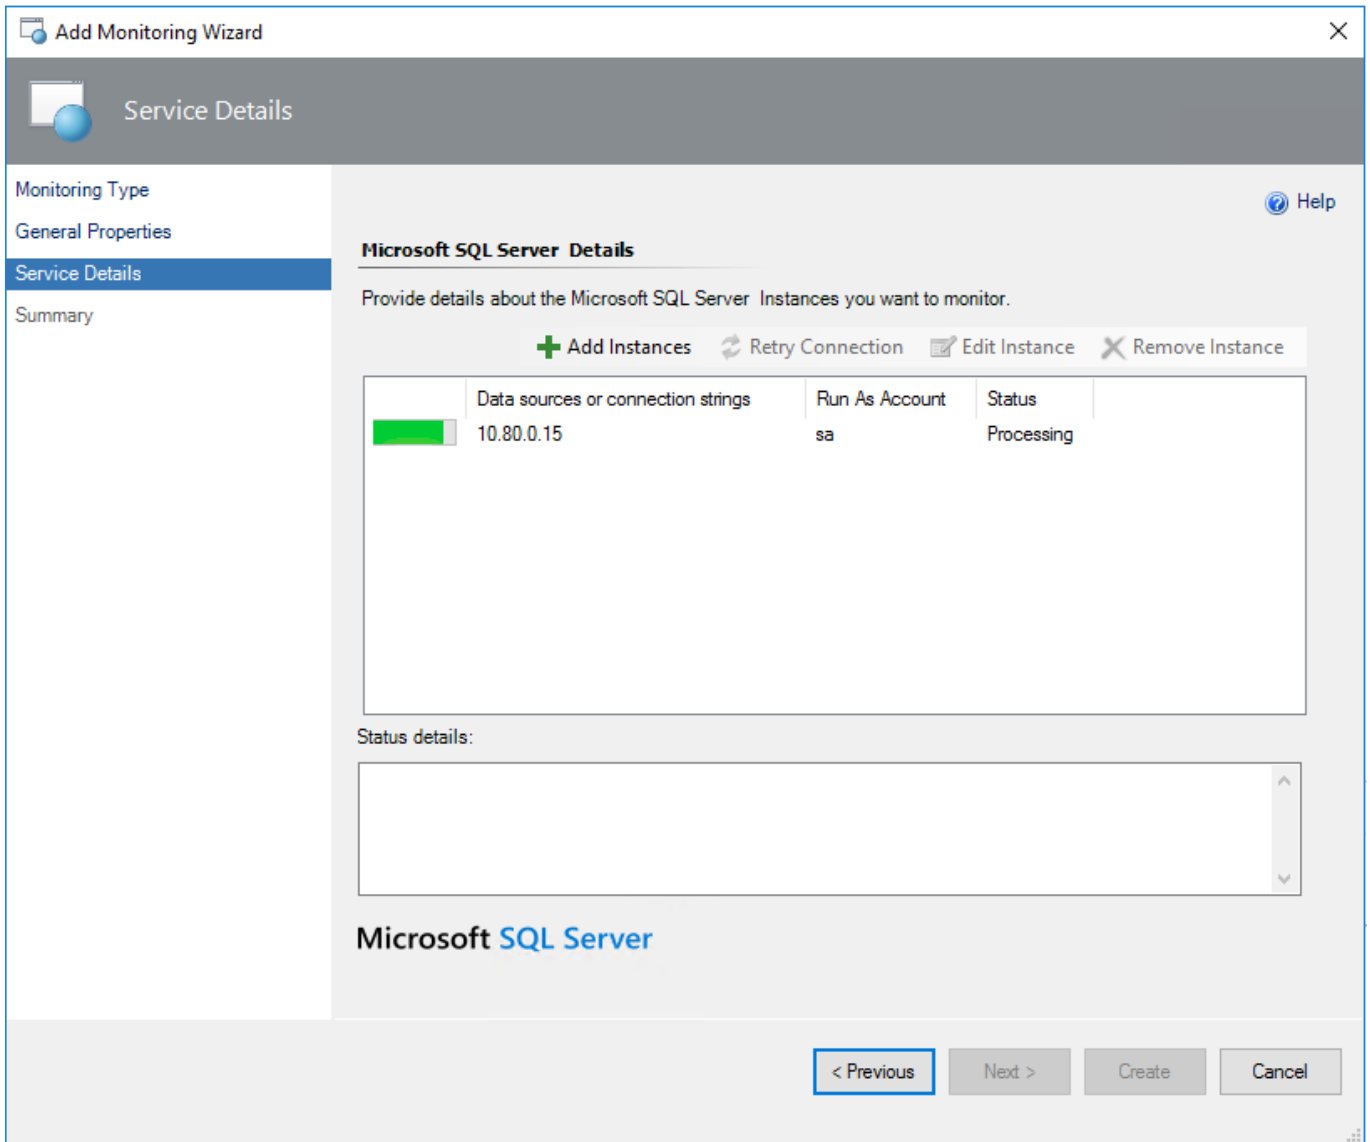 Add Monitoring Wizard
Service Details
Monitoring Type
General Properties
Service Details
Summary
Help
Microsoft SQL Server Details
Provide details about the Microsoft SQL Server Instances you want to monitor.
Add Instances Retry Connection Edit Instance Remove Instance
Data sources or connection strings Run As Account Status
10.80.0.15 sa Processing
Status details:
Microsoft SQL Server
< Previous Next > Create Cancel